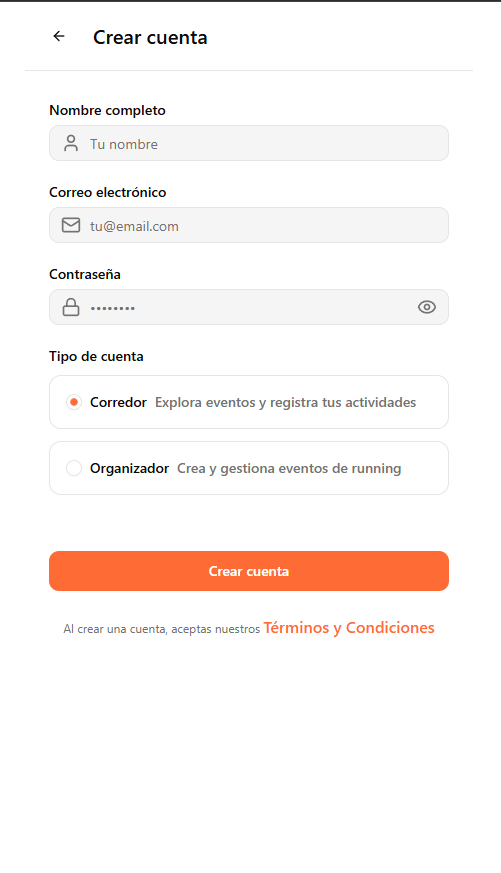 Crear cuenta
Nombre completo
Tu nombre
Correo electrónico
tu@email.com
Contraseña
••••••••
Tipo de cuenta
Corredor Explora eventos y registra tus actividades
Organizador Crea y gestiona eventos de running
Crear cuenta
Al crear una cuenta, aceptas nuestros Términos y Condiciones